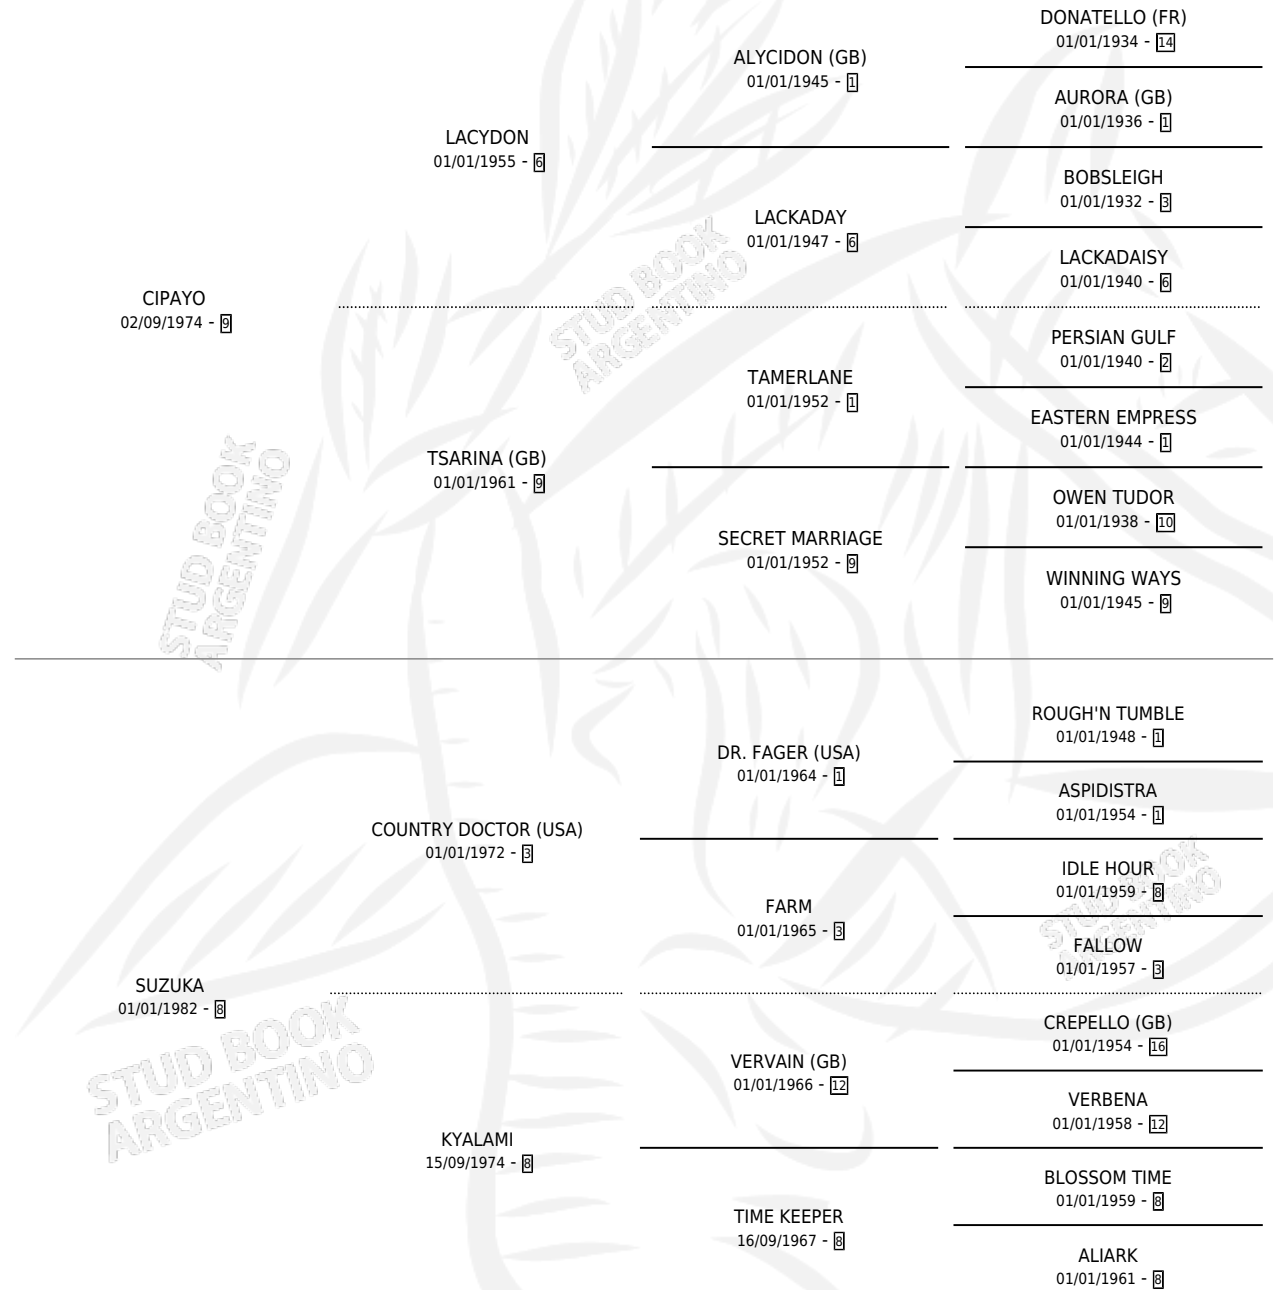 CIPAYO
02/09/1974 - 9
LACYDON
01/01/1955 - 6
TSARINA (GB)
01/01/1961 - 9
ALYCIDON (GB)
01/01/1945 - 1
LACKADAY
01/01/1947 - 6
TAMERLANE
01/01/1952 - 1
SECRET MARRIAGE
01/01/1952 - 9
DONATELLO (FR)
01/01/1934 - 14
AURORA (GB)
01/01/1936 - 1
BOBSLEIGH
01/01/1932 - 3
LACKADAISY
01/01/1940 - 6
PERSIAN GULF
01/01/1940 - 2
EASTERN EMPRESS
01/01/1944 - 1
OWEN TUDOR
01/01/1938 - 10
WINNING WAYS
01/01/1945 - 9
SUZUKA
01/01/1982 - 8
COUNTRY DOCTOR (USA)
01/01/1972 - 3
KYALAMI
15/09/1974 - 8
DR. FAGER (USA)
01/01/1964 - 1
FARM
01/01/1965 - 3
VERVAIN (GB)
01/01/1966 - 12
TIME KEEPER
16/09/1967 - 8
ROUGH'N TUMBLE
01/01/1948 - 1
ASPIDISTRA
01/01/1954 - 1
IDLE HOUR
01/01/1959 - 8
FALLOW
01/01/1957 - 3
CREPELLO (GB)
01/01/1954 - 16
VERBENA
01/01/1958 - 12
BLOSSOM TIME
01/01/1959 - 8
ALIARK
01/01/1961 - 8
STUD BOOK
ARGENTINO
STUD BOOK
ARGENTINO
STUD BOOK
ARGENTINO
STUD BOOK
ARGENTINO